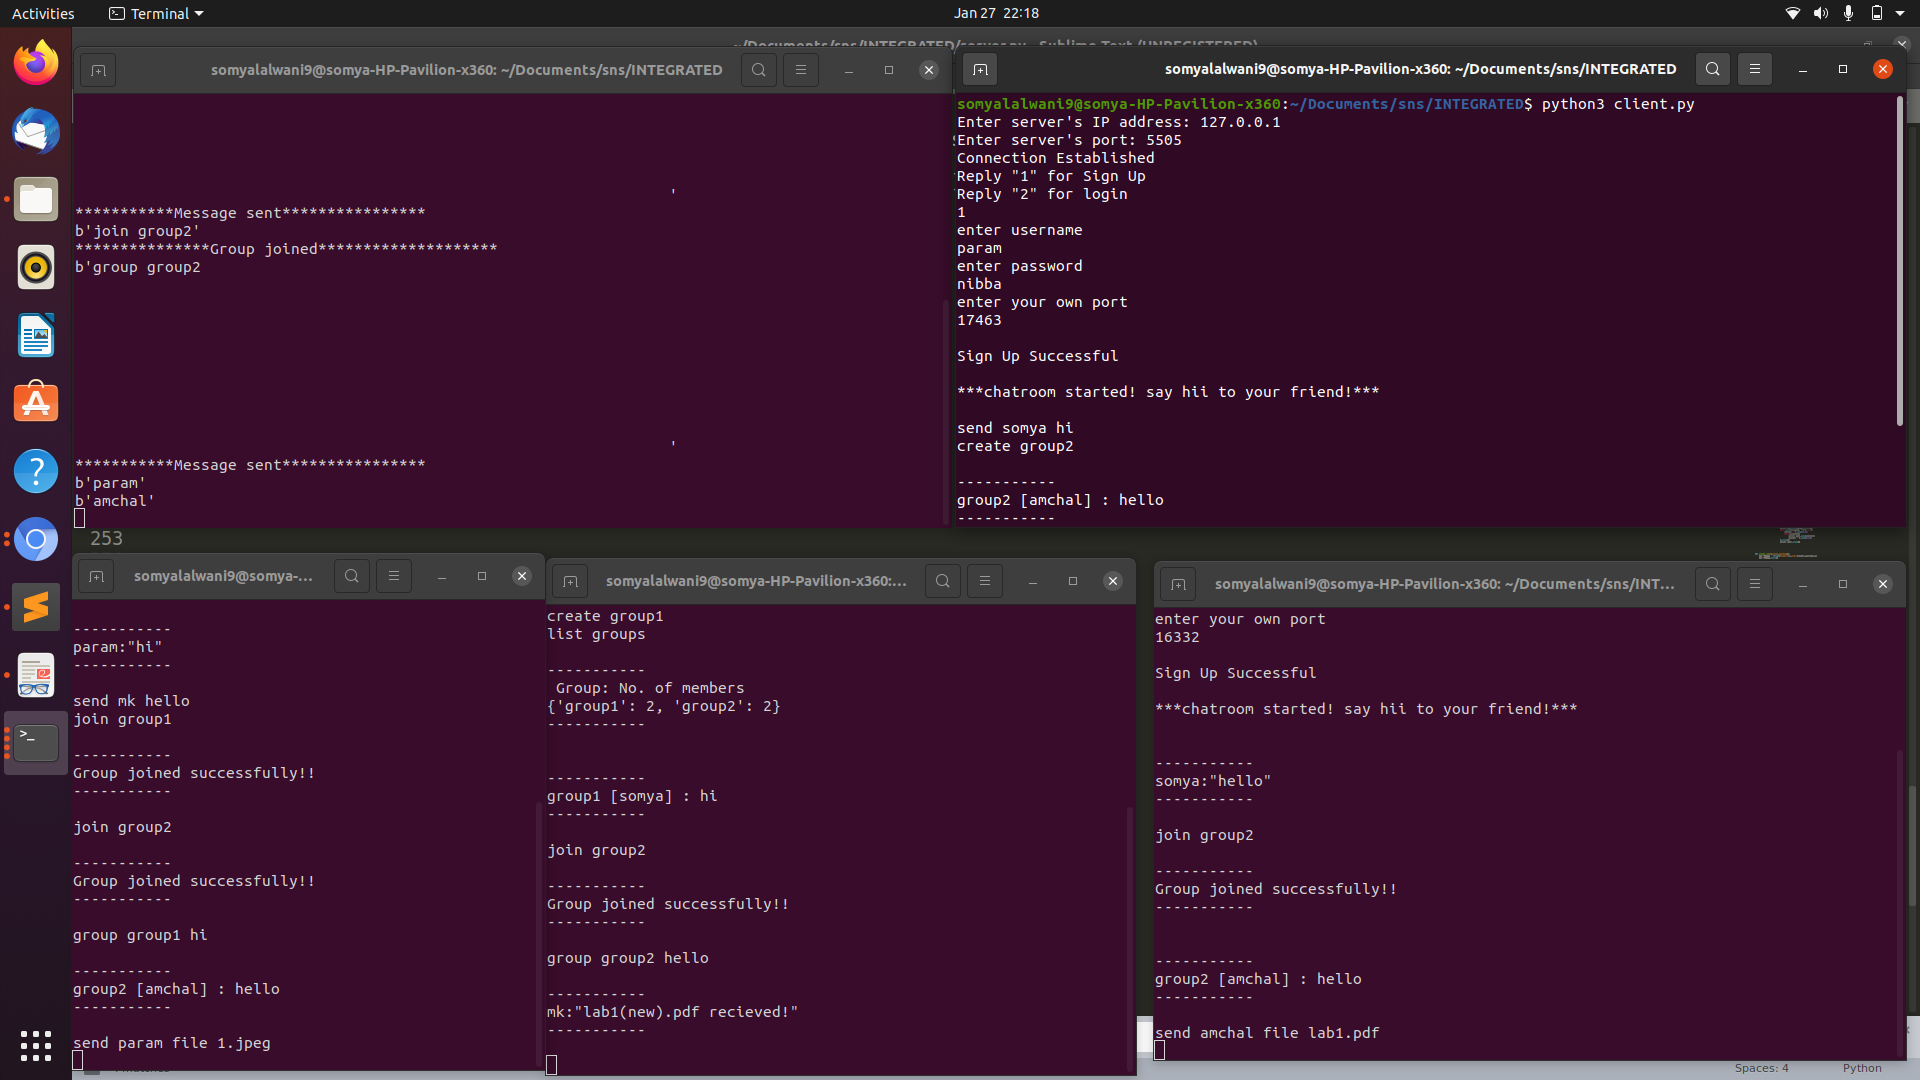 Activities
Terminal
Jan 27 22:18
~/Documents/sns/INTEGRATED/server.py - Sublime Text (UNREGISTERED)
somyalalwani9@somya-HP-Pavilion-x360: ~/Documents/sns/INTEGRATED
'
***********Message sent****************
b'join group2'
***************Group joined********************
b'group group2
'
***********Message sent****************
b'param'
b'amchal'
somyalalwani9@somya-HP-Pavilion-x360: ~/Documents/sns/INTEGRATED
somyalalwani9@somya-HP-Pavilion-x360:~/Documents/sns/INTEGRATED$ python3 client.py
Enter server's IP address: 127.0.0.1
Enter server's port: 5505
Connection Established
Reply "1" for Sign Up
Reply "2" for login
1
enter username
param
enter password
nibba
enter your own port
17463
Sign Up Successful
***chatroom started! say hii to your friend!***
send somya hi
create group2
-----------
group2 [amchal] : hello
-----------
253
somyalalwani9@somya-...
-----------
param:"hi"
-----------
send mk hello
join group1
-----------
Group joined successfully!!
-----------
join group2
-----------
Group joined successfully!!
-----------
group group1 hi
-----------
group2 [amchal] : hello
-----------
send param file 1.jpeg
somyalalwani9@somya-HP-Pavilion-x360:...
create group1
list groups
-----------
Group: No. of members
{'group1': 2, 'group2': 2}
-----------
-----------
group1 [somya] : hi
-----------
join group2
-----------
Group joined successfully!!
-----------
group group2 hello
-----------
mk:"lab1(new).pdf recieved!"
-----------
somyalalwani9@somya-HP-Pavilion-x360: ~/Documents/sns/INT...
enter your own port
16332
Sign Up Successful
***chatroom started! say hii to your friend!***
-----------
somya:"hello"
-----------
join group2
-----------
Group joined successfully!!
-----------
-----------
group2 [amchal] : hello
-----------
send amchal file lab1.pdf
Spaces: 4
Python